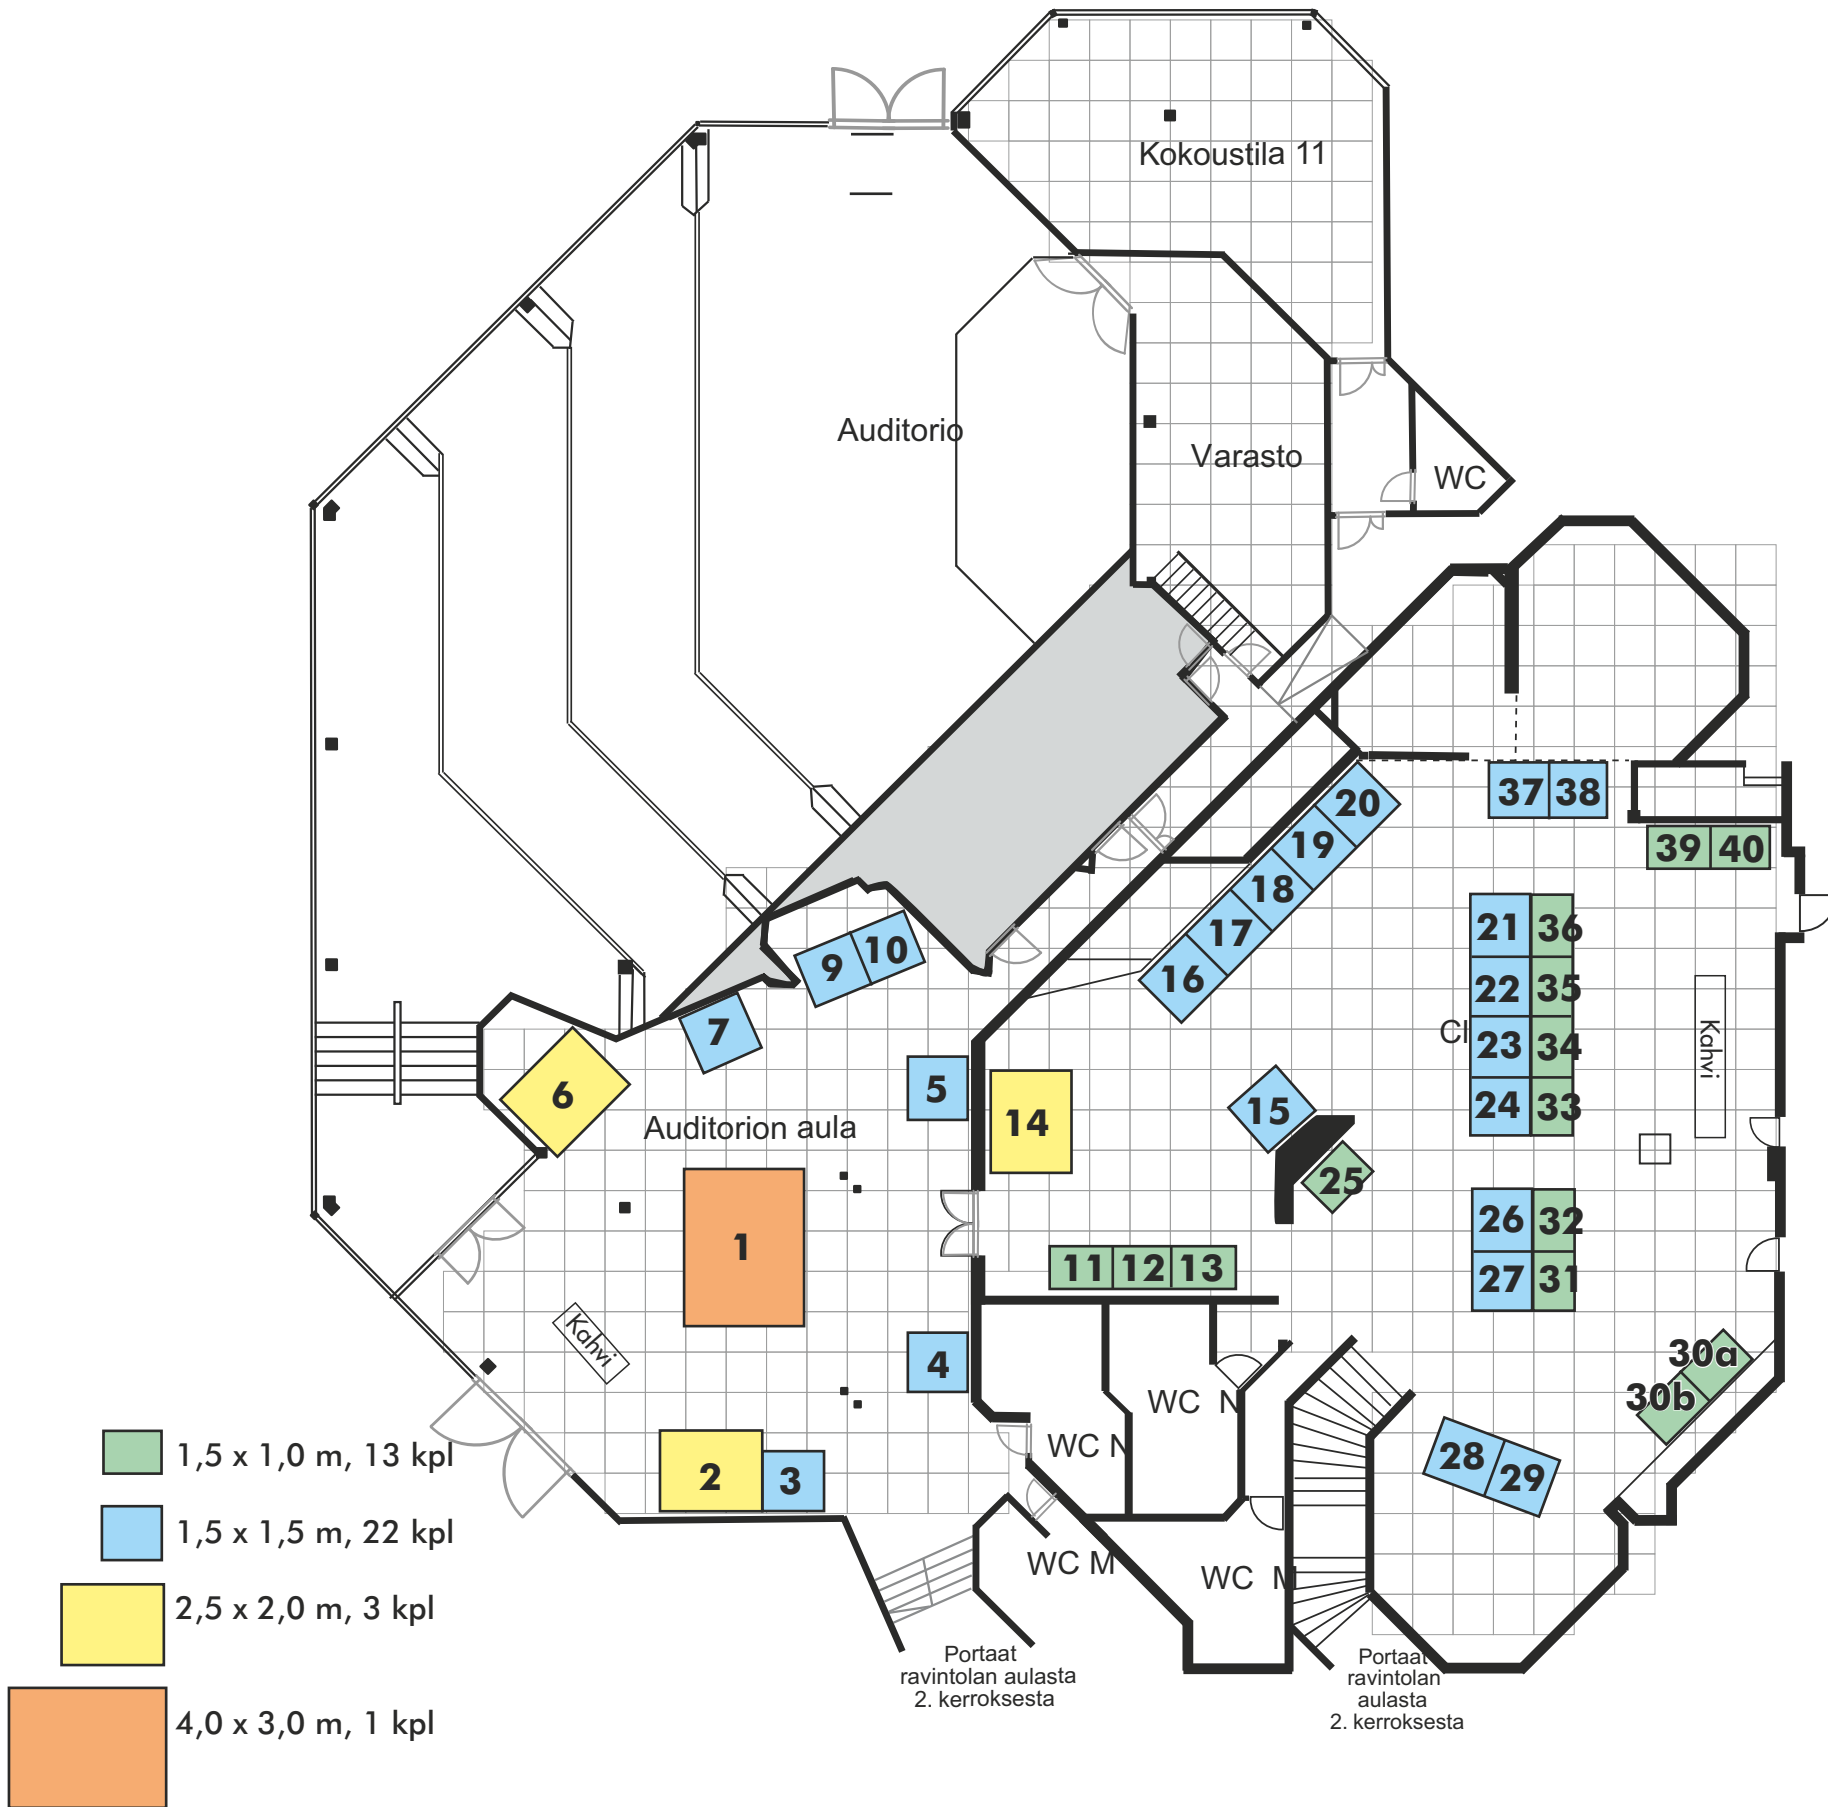 Kokoustila 11
Auditorio
Varasto
WC
20
19
18
17
16
37 38
39 40
9 10
7
6
5
14
15
25
21 36
22 35
Cl
23 34
24 33
Kahvi
Auditorion aula
1
26 32
27 31
11 12 13
Kahvi
4
30a
30b
WC N
WC N
28 29
2 3
WC M
WC M
1,5 x 1,0 m, 13 kpl
1,5 x 1,5 m, 22 kpl
2,5 x 2,0 m, 3 kpl
4,0 x 3,0 m, 1 kpl
Portaat
ravintolan aulasta
2. kerroksesta
Portaat
ravintolan
aulasta
2. kerroksesta